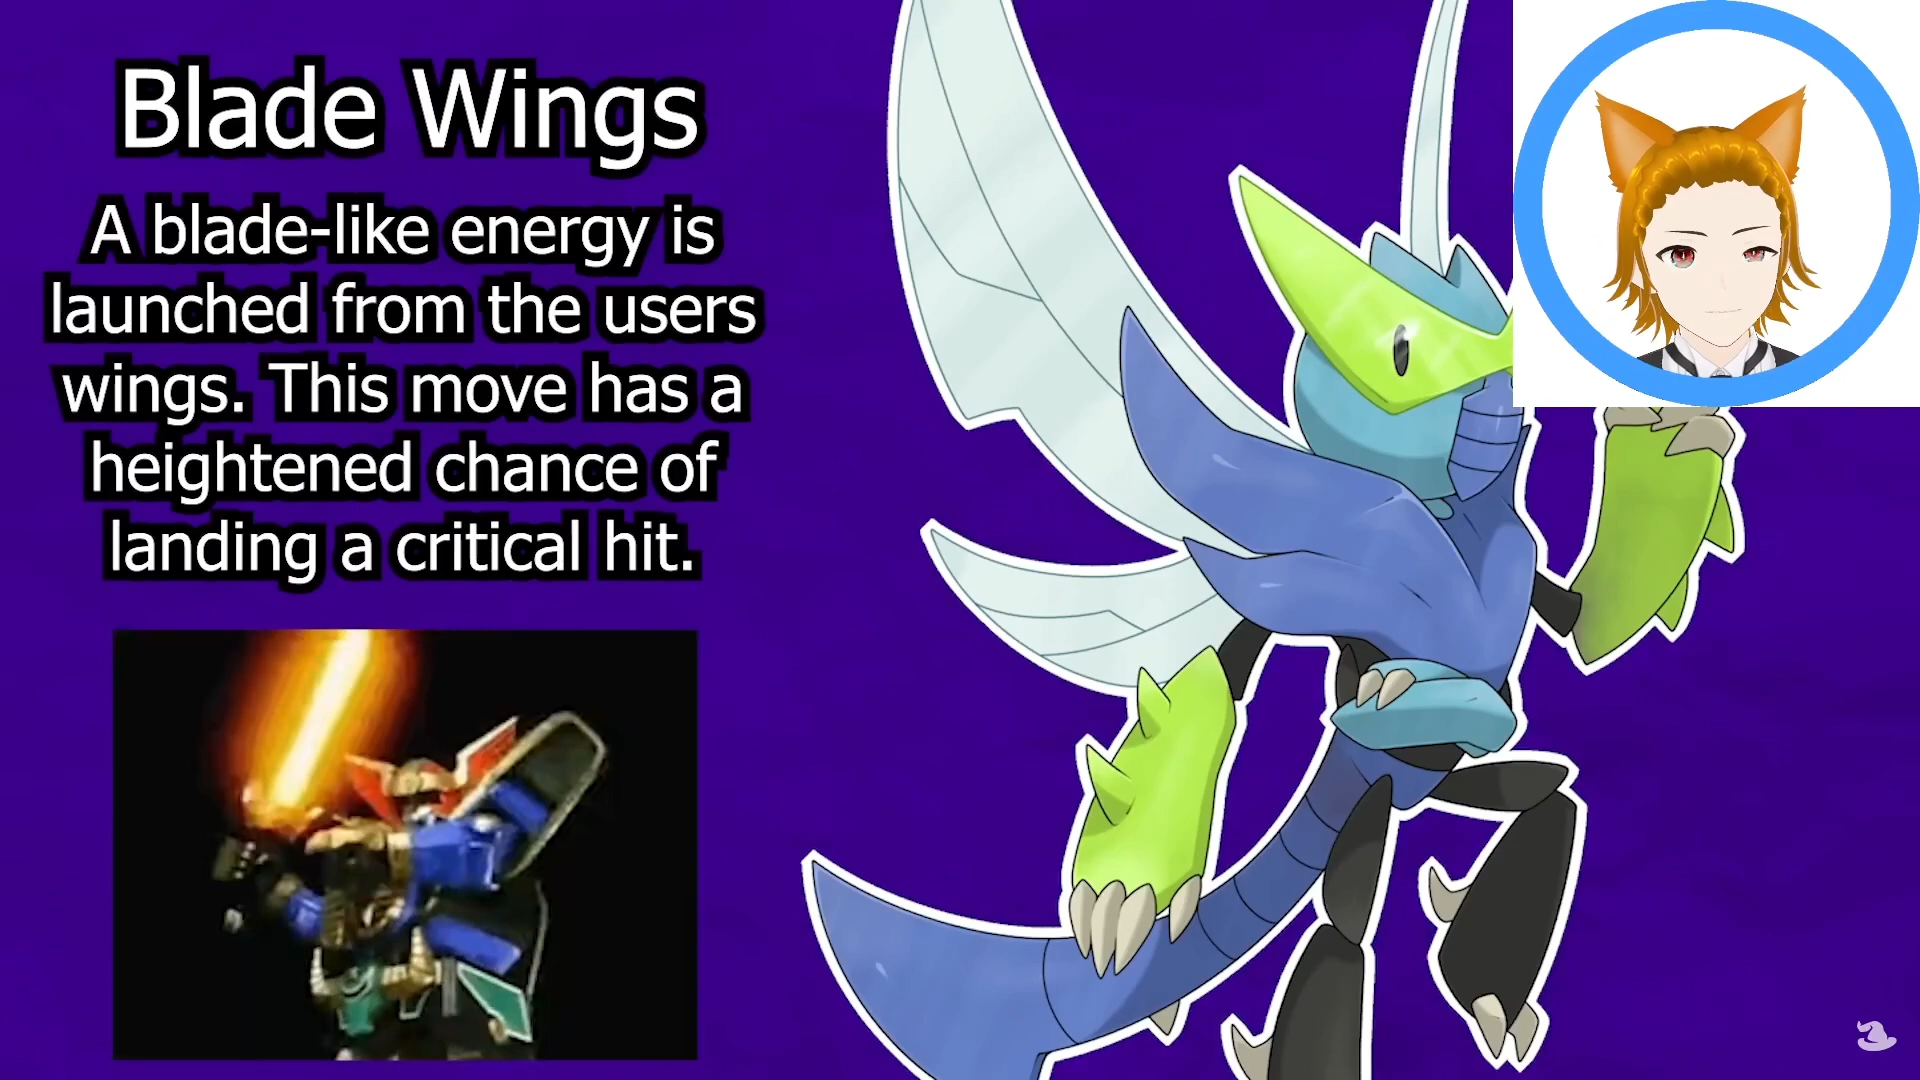 Blade Wings
A blade-like energy is
launched from the users
wings. This move has a
heightened chance of
landing a critical hit.